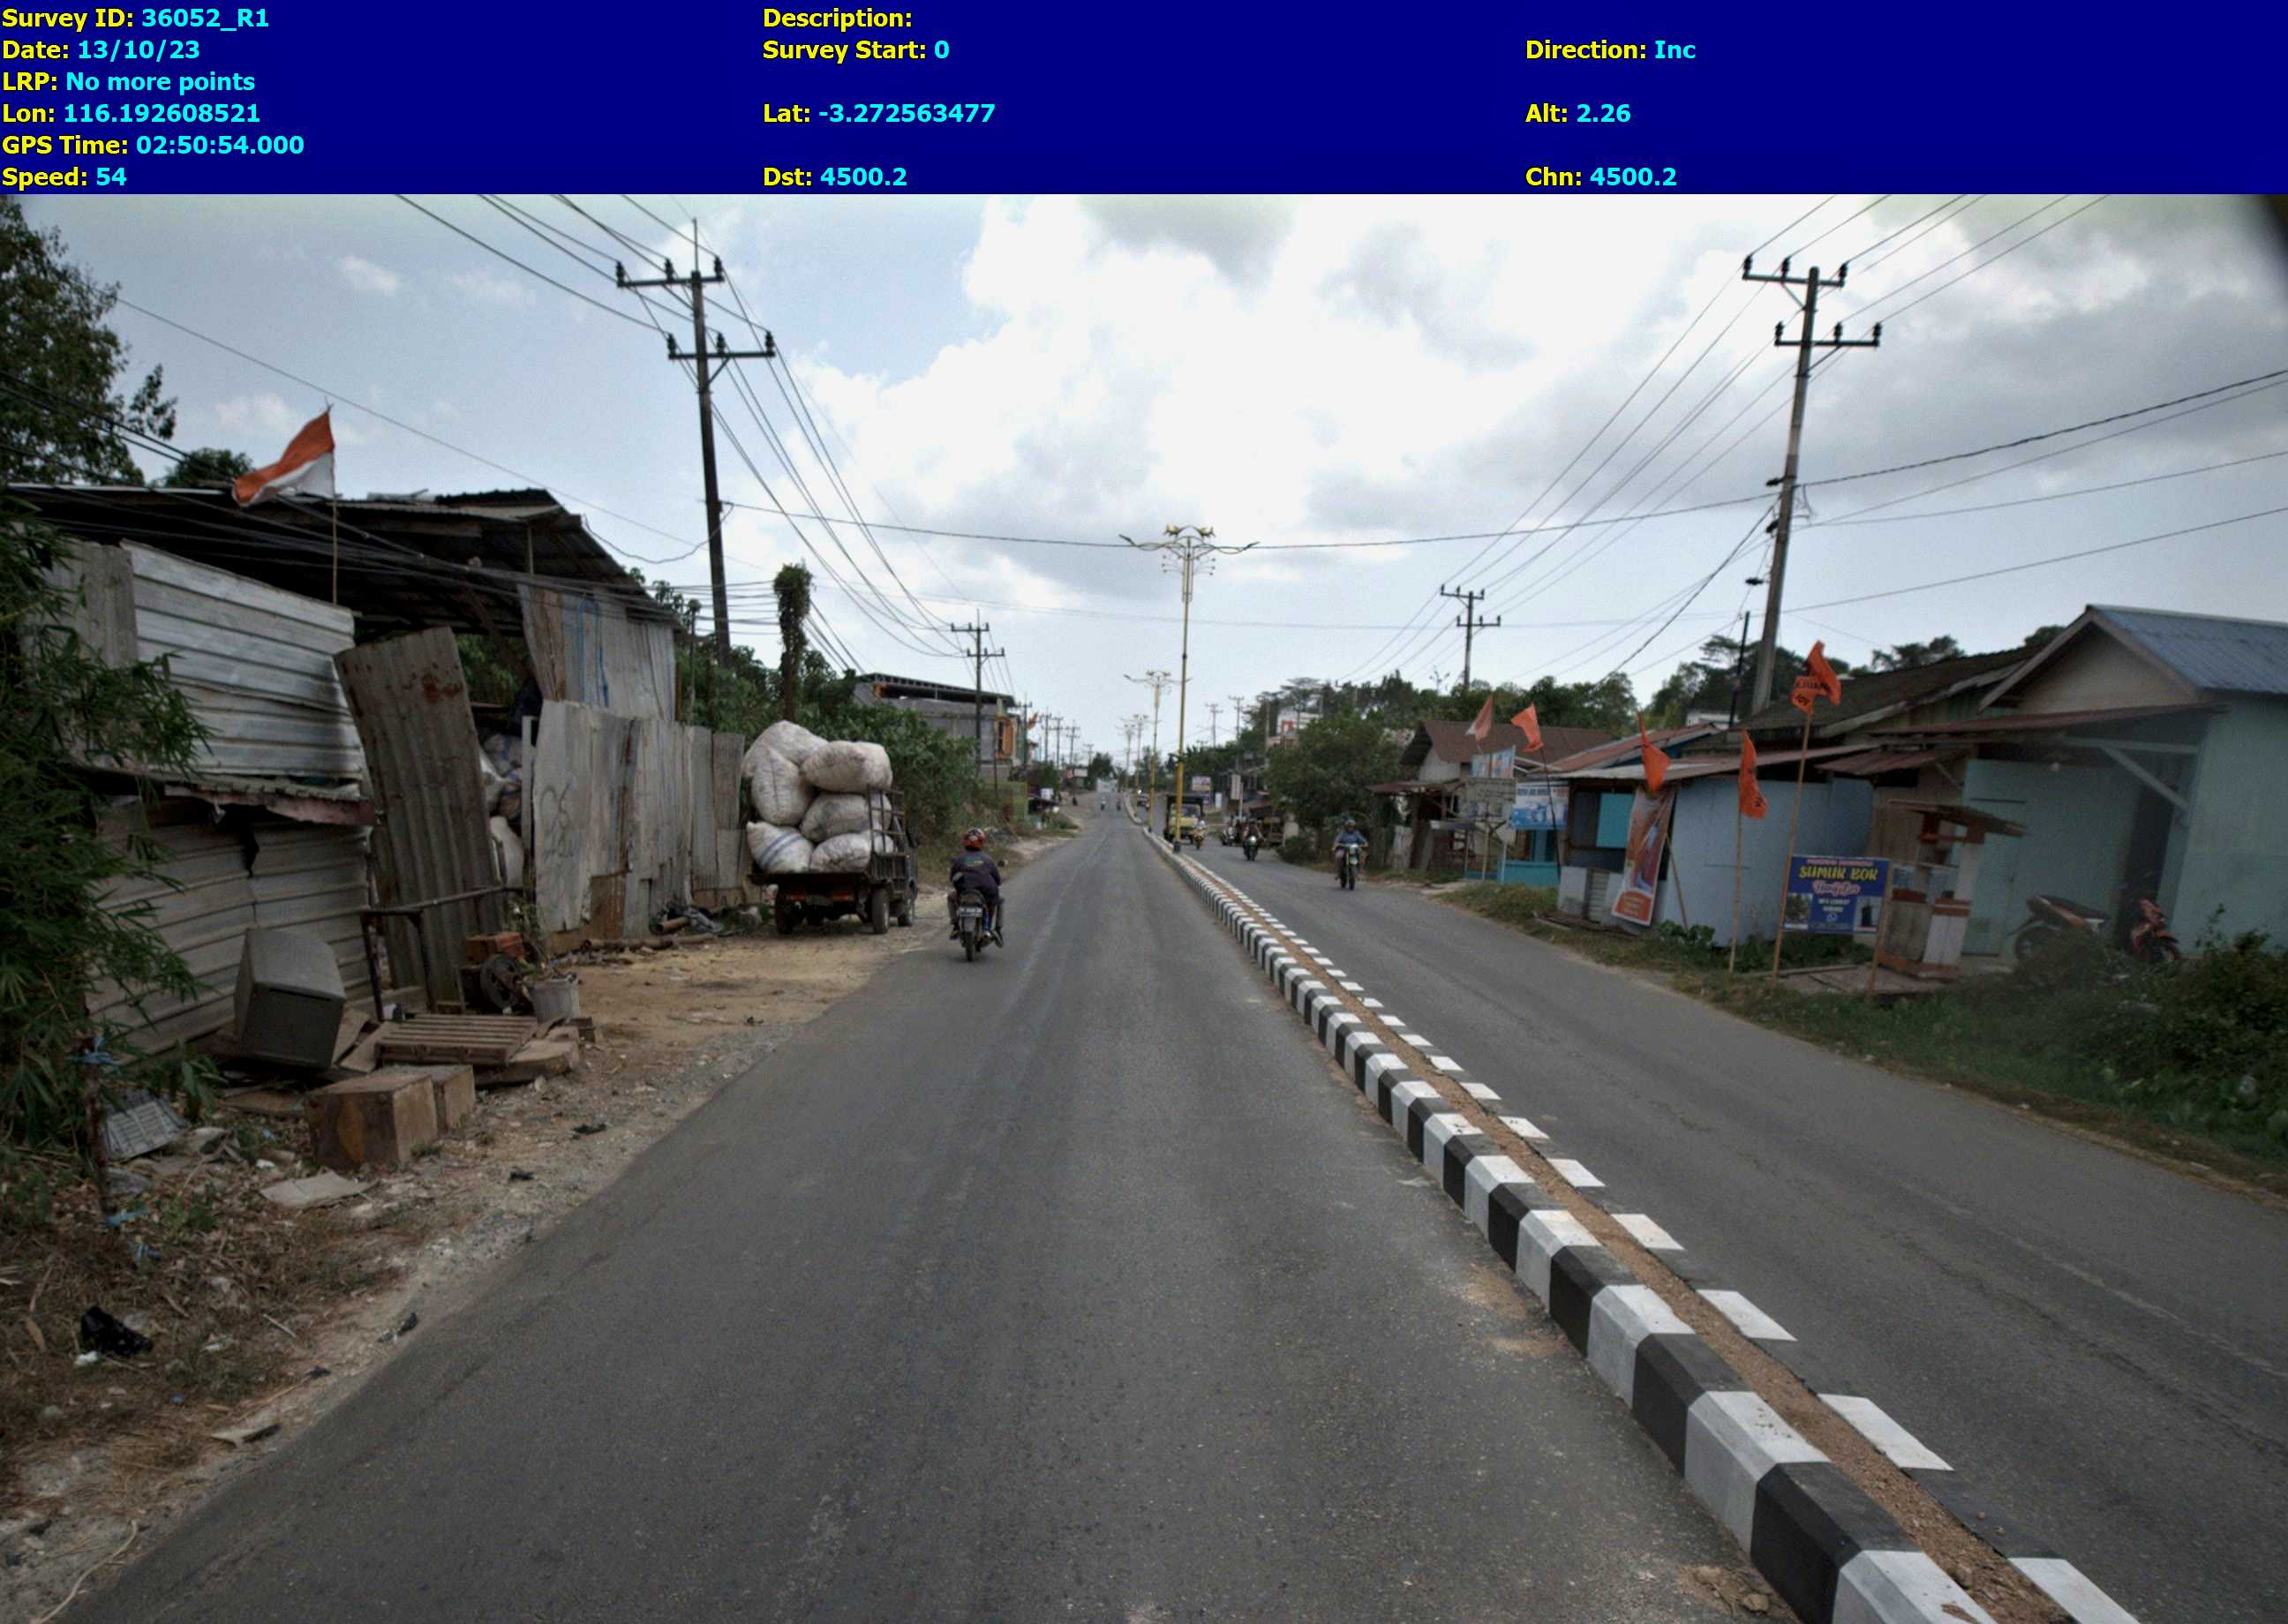 Survey ID: 36052_R1
Description:
Date: 13/10/23
Survey Start: 0
Direction: Inc
LRP: No more points
Lon: 116.192608521
Lat: -3.272563477
Alt: 2.26
GPS Time: 02:50:54.000
Speed: 54
Dst: 4500.2
Chn: 4500.2
SUMUR BOR